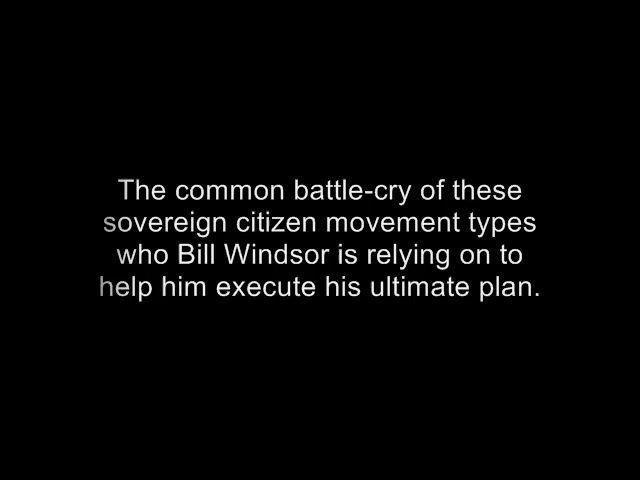 The common battle-cry of these
sovereign citizen movement types
who Bill Windsor is relying on to
help him execute his ultimate plan.